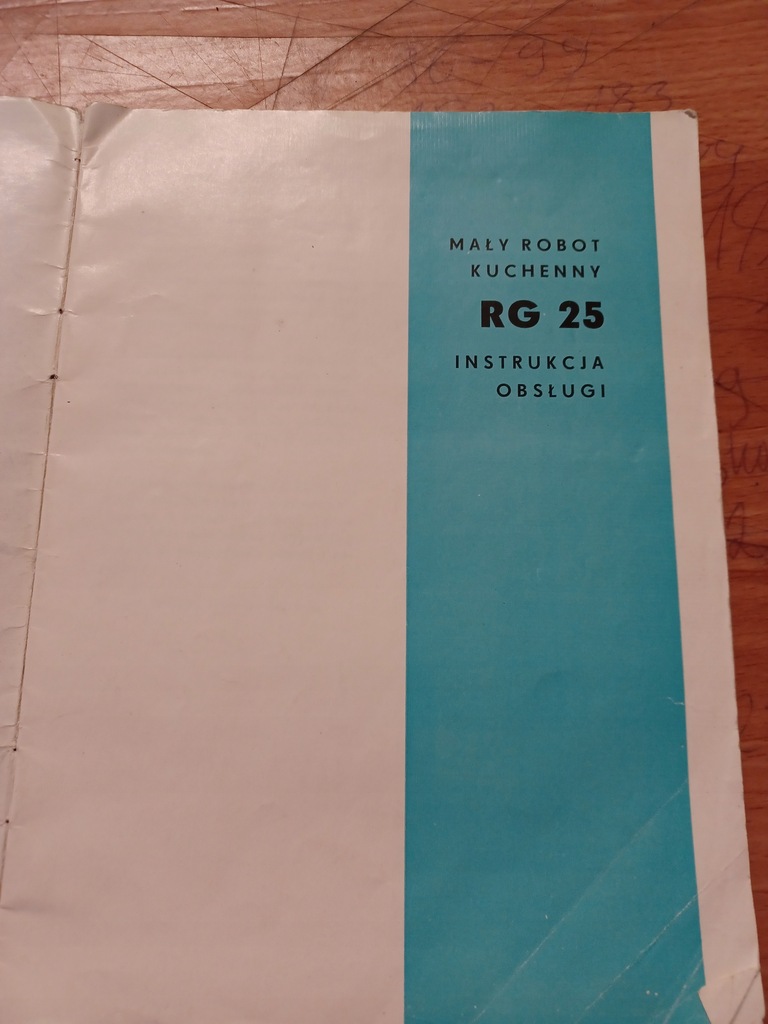 MAŁY ROBOT
KUCHENNY
RG 25
INSTRUKCJA
OBSŁUGI